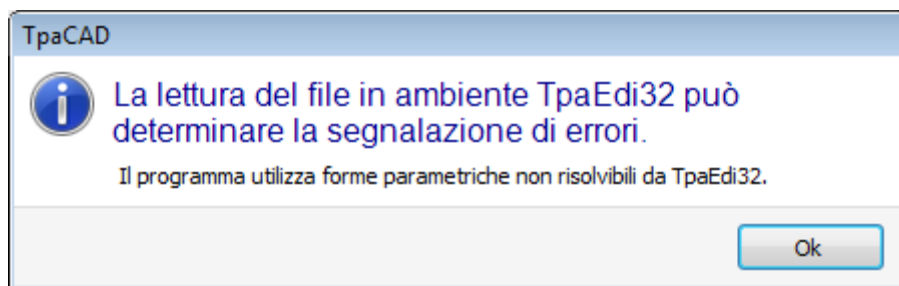 TpaCAD
La lettura del file in ambiente TpaEdi32 può
determinare la segnalazione di errori.
Il programma utilizza forme parametriche non risolvibili da TpaEdi32.
Ok